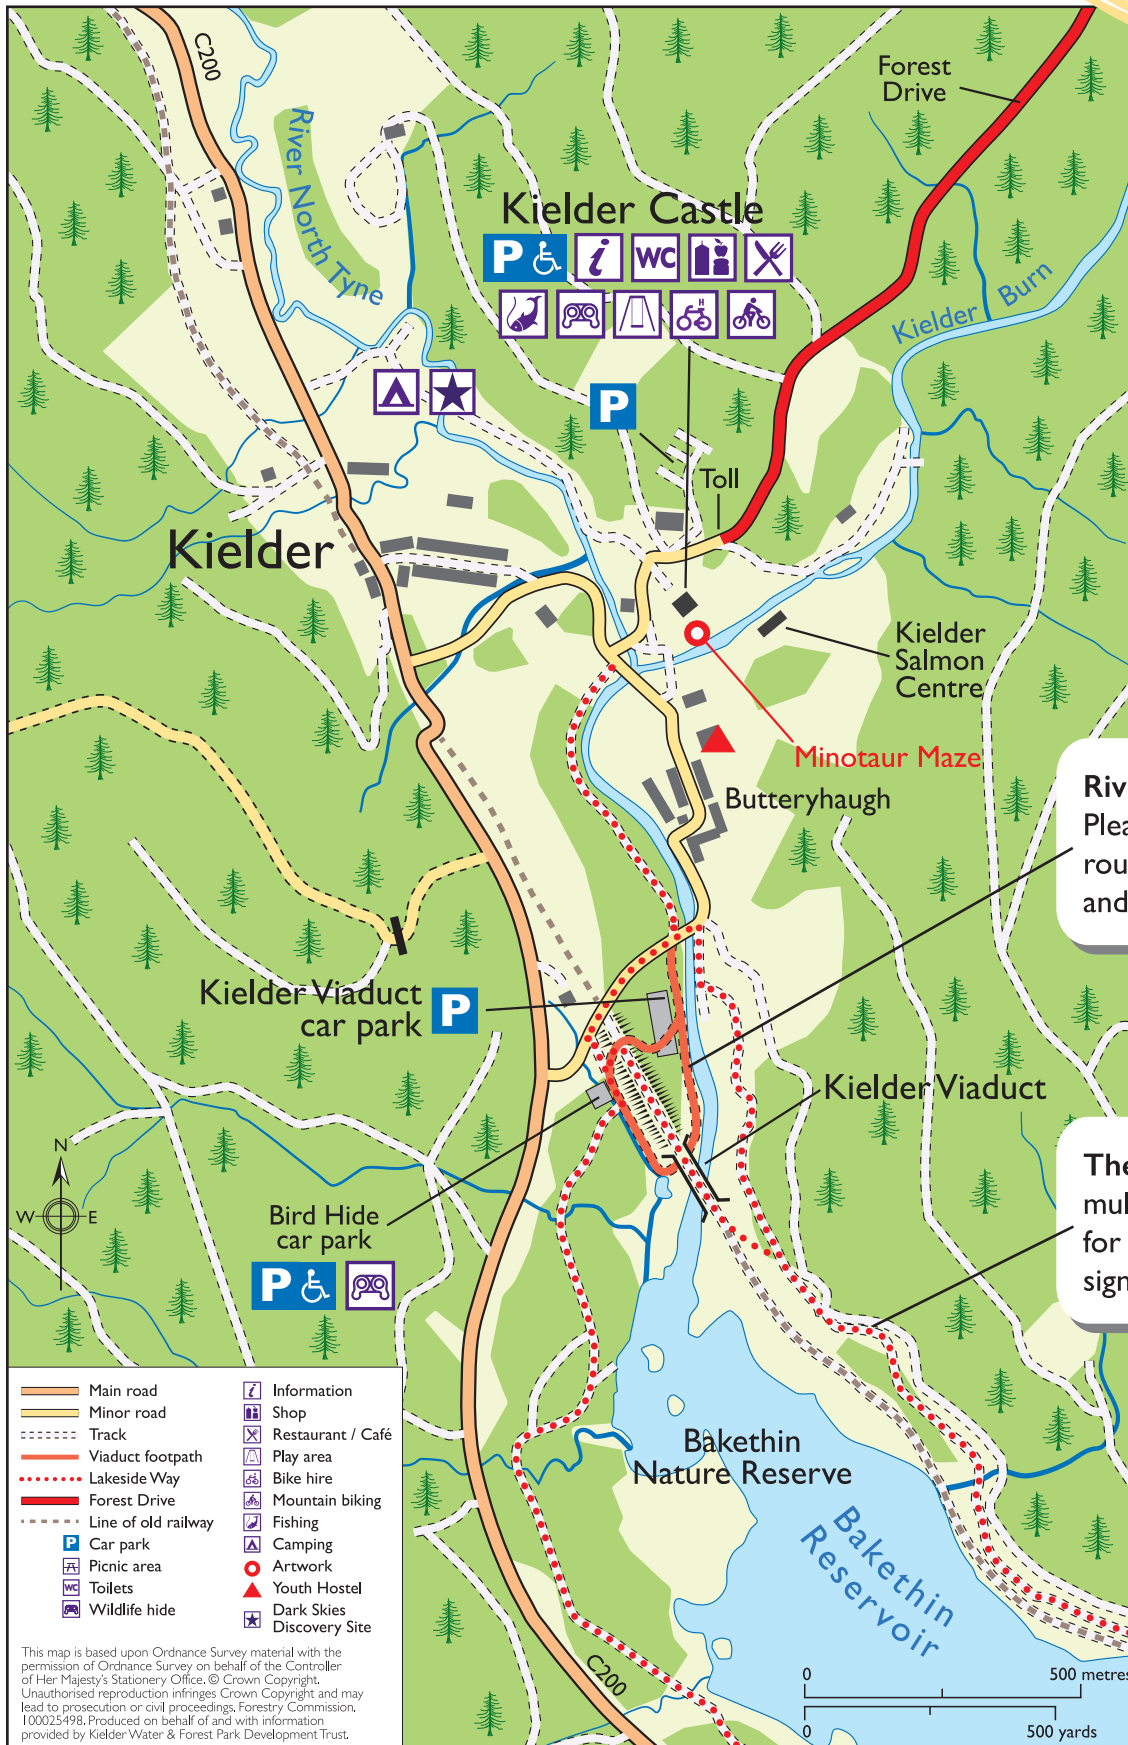 C200
Forest
Drive
River North Tyne
Kielder Castle
P
i
WC
H
Kielder Burn
P
Toll
Kielder
Kielder
Salmon
Centre
Minotaur Maze
Butteryhaugh
Riv
Plea
rou
and
Kielder Viaduct
car park
P
Kielder Viaduct
N
W
E
The
mul
for
sign
Bird Hide
car park
P
Bakethin
Nature Reserve
Bakethin
Reservoir
C200
0
500 metres
0
500 yards
Main road
Minor road
Track
Viaduct footpath
Lakeside Way
Forest Drive
Line of old railway
P Car park
Picnic area
WC Toilets
Wildlife hide
i Information
Shop
Restaurant / Café
Play area
Bike hire
Mountain biking
Fishing
Camping
Artwork
Youth Hostel
Dark Skies
Discovery Site
This map is based upon Ordnance Survey material with the
permission of Ordnance Survey on behalf of the Controller
of Her Majesty's Stationery Office. © Crown Copyright.
Unauthorised reproduction infringes Crown Copyright and may
lead to prosecution or civil proceedings. Forestry Commission.
100025498. Produced on behalf of and with information
provided by Kielder Water & Forest Park Development Trust.